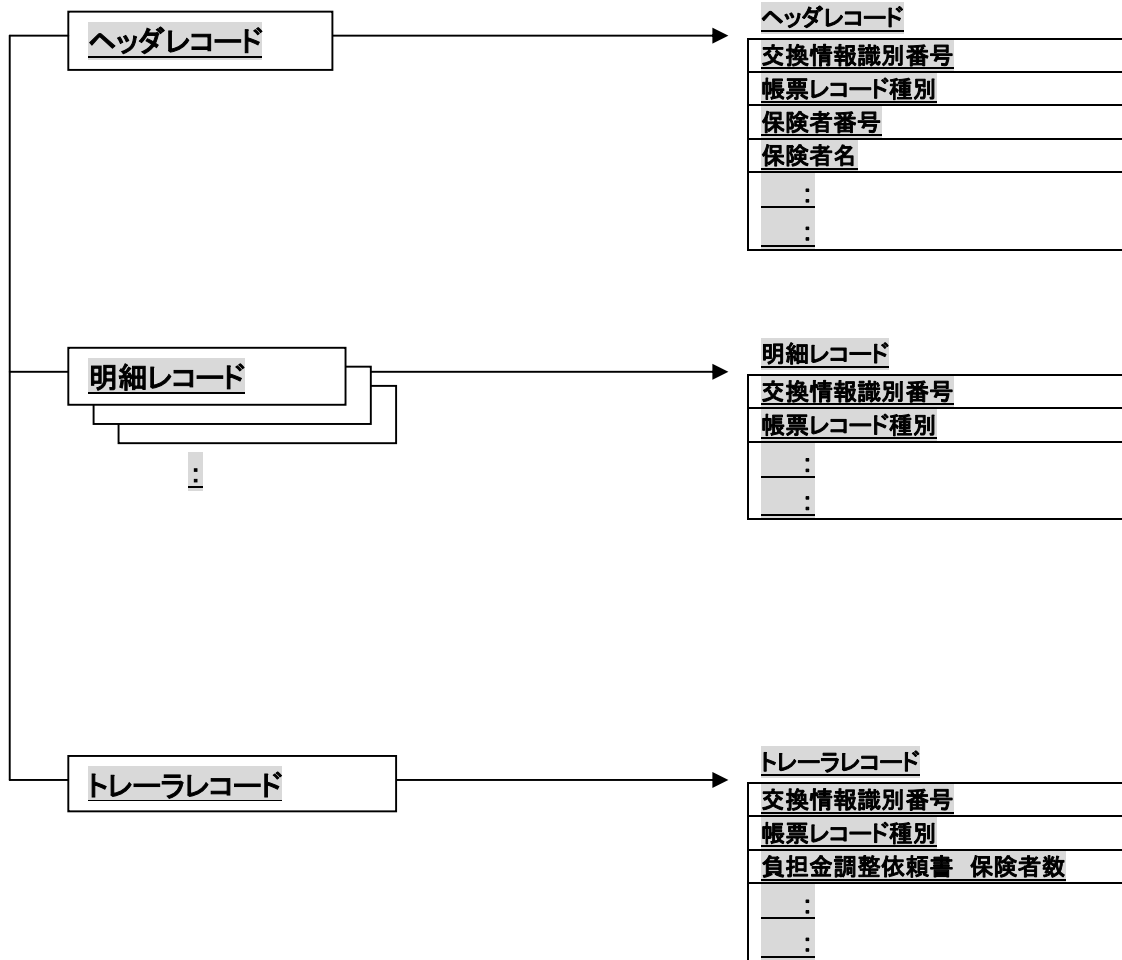 ヘッダレコード
ヘッダレコード
交換情報識別番号
帳票レコード種別
保険者番号
保険者名
:
:
明細レコード
:
明細レコード
交換情報識別番号
帳票レコード種別
:
:
トレーラレコード
トレーラレコード
交換情報識別番号
帳票レコード種別
負担金調整依頼書　保険者数
:
: